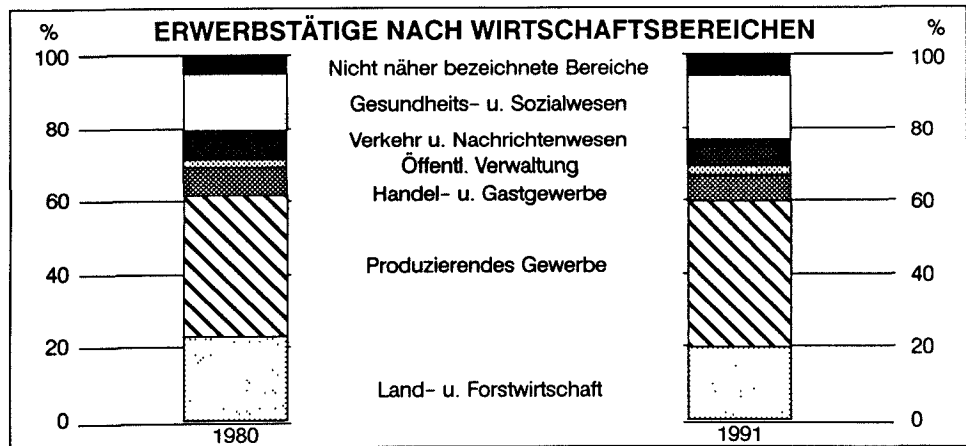 ERWERBSTÄTIGE NACH WIRTSCHAFTSBEREICHEN
%
%
100
80
60
40
20
0
Nicht näher bezeichnete Bereiche
Gesundheits- u. Sozialwesen
Verkehr u. Nachrichtenwesen
Öffentl. Verwaltung
Handel- u. Gastgewerbe
Produzierendes Gewerbe
Land- u. Forstwirtschaft
100
80
60
40
20
0
1980
1991